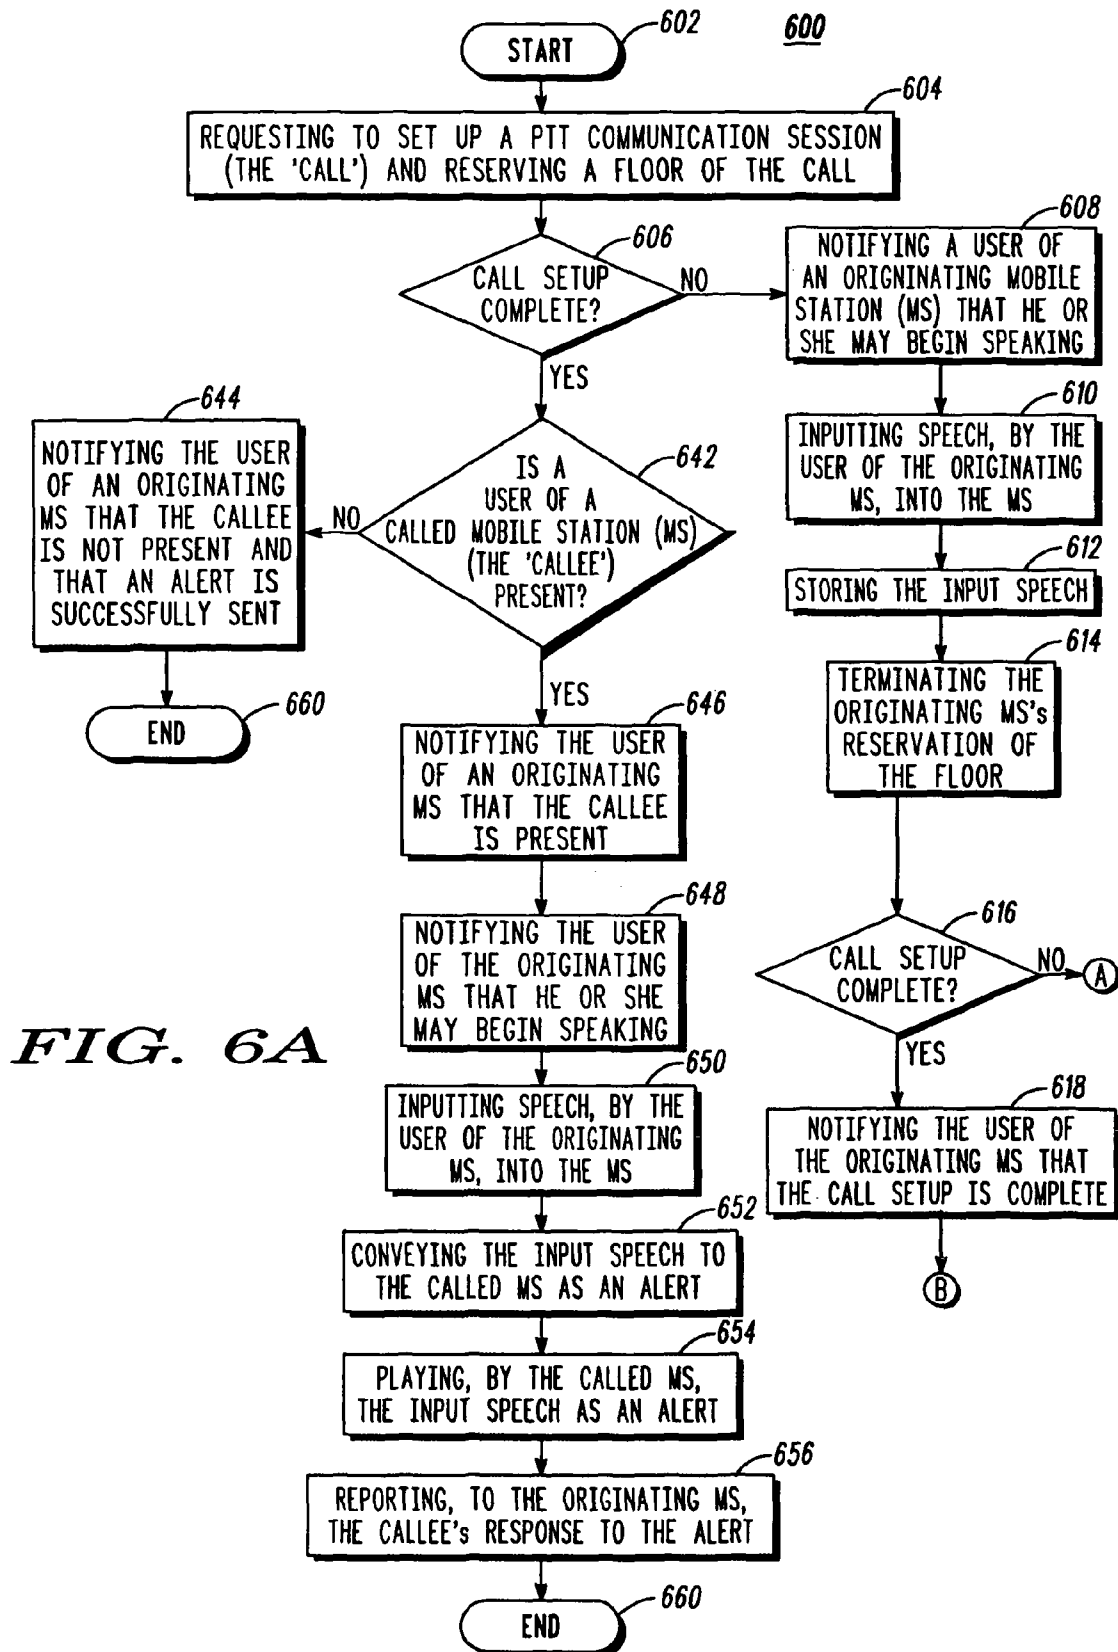 600
START
602
604
REQUESTING TO SET UP A PTT COMMUNICATION SESSION
(THE 'CALL') AND RESERVING A FLOOR OF THE CALL
606
CALL SETUP
COMPLETE?
NO
YES
608
NOTIFYING A USER OF
AN ORIGNINATING MOBILE
STATION (MS) THAT HE OR
SHE MAY BEGIN SPEAKING
610
INPUTTING SPEECH, BY THE
USER OF THE ORIGINATING
MS, INTO THE MS
612
STORING THE INPUT SPEECH
614
TERMINATING THE
ORIGINATING MS's
RESERVATION OF
THE FLOOR
616
CALL SETUP
COMPLETE?
NO
A
YES
618
NOTIFYING THE USER OF
THE ORIGINATING MS THAT
THE CALL SETUP IS COMPLETE
B
642
IS A
USER OF A
CALLED MOBILE STATION (MS)
(THE 'CALLEE')
PRESENT?
NO
YES
644
NOTIFYING THE USER
OF AN ORIGINATING
MS THAT THE CALLEE
IS NOT PRESENT AND
THAT AN ALERT IS
SUCCESSFULLY SENT
660
END
646
NOTIFYING THE USER
OF AN ORIGINATING
MS THAT THE CALLEE
IS PRESENT
648
NOTIFYING THE USER
OF THE ORIGINATING
MS THAT HE OR SHE
MAY BEGIN SPEAKING
650
INPUTTING SPEECH, BY THE
USER OF THE ORIGINATING
MS, INTO THE MS
652
CONVEYING THE INPUT SPEECH TO
THE CALLED MS AS AN ALERT
654
PLAYING, BY THE CALLED MS,
THE INPUT SPEECH AS AN ALERT
656
REPORTING, TO THE ORIGINATING MS,
THE CALLEE's RESPONSE TO THE ALERT
660
END
FIG. 6A